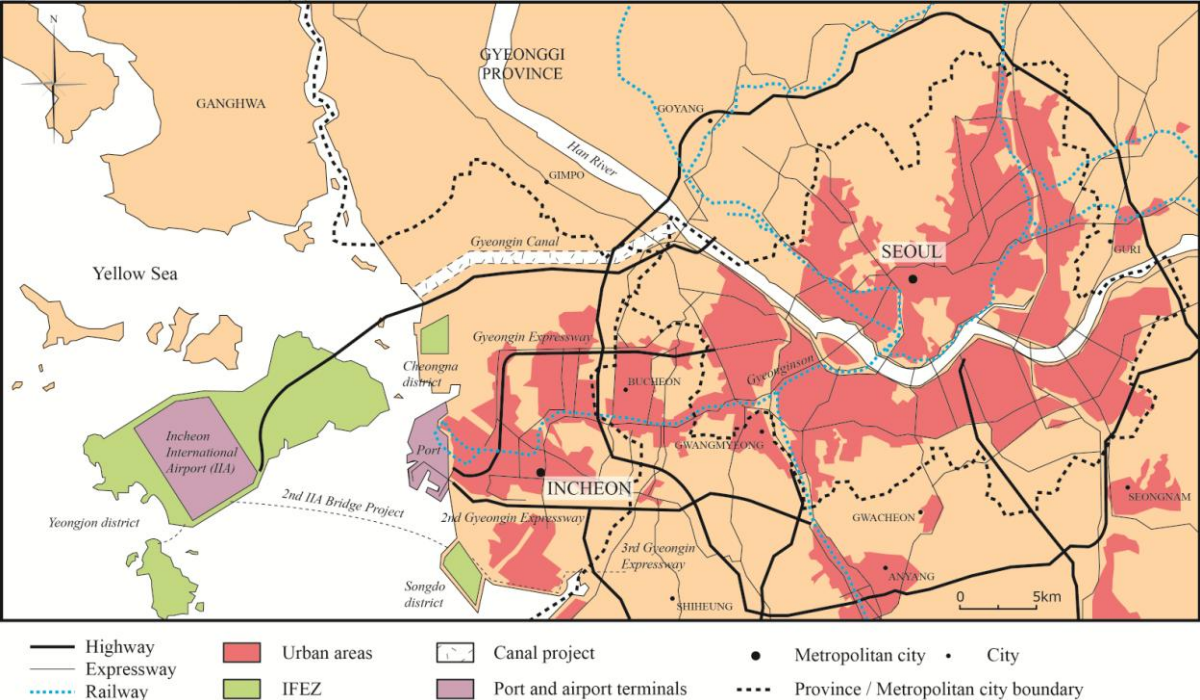 N
GYEONGGI
PROVINCE
GANGHWA
GOYANG
Han River
GIMPO
Gyeongin Canal
SEOUL
GURI
Yellow Sea
Gyeongin Expressway
Cheongna
district
Gyeonginson
BUCHEON
Incheon
International
Airport (IIA)
Port
GWANGMYEONG
INCHEON
SEONGNAM
2nd IIA Bridge Project
Yeongjon district
2nd Gyeongin Expressway
GWACHEON
3rd Gyeongin
Expressway
ANYANG
Songdo
district
SHIHEUNG
0 5km
Highway
Expressway
Railway
Urban areas
IFEZ
Canal project
Port and airport terminals
Metropolitan city
City
Province / Metropolitan city boundary